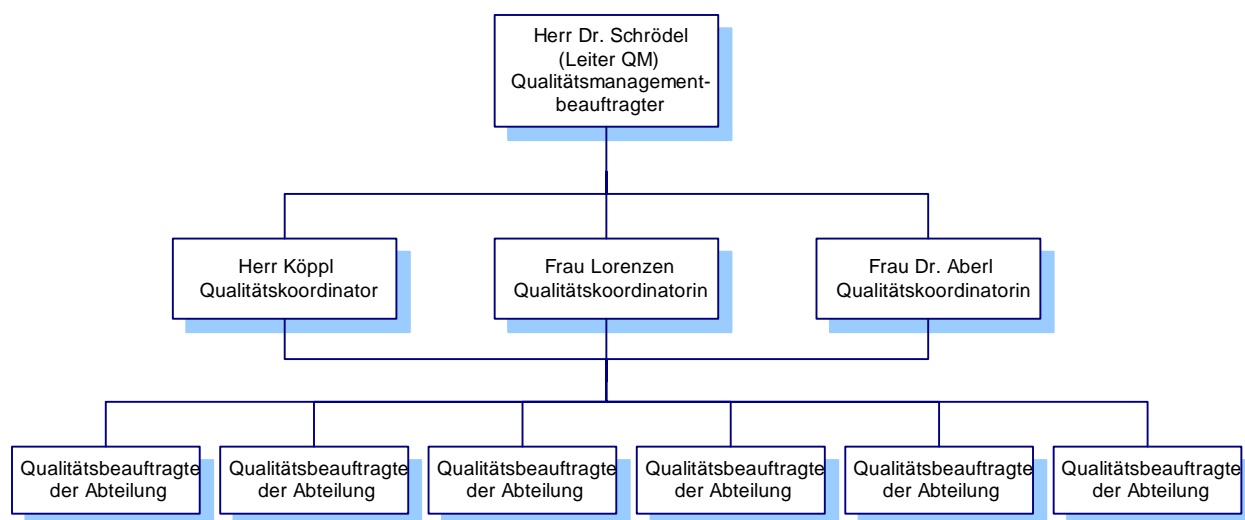 Herr Dr. Schrödel
(Leiter QM)
Qualitätsmanagement-
beauftragter
Herr Köppl
Qualitätskoordinator
Frau Lorenzen
Qualitätskoordinatorin
Frau Dr. Aberl
Qualitätskoordinatorin
Qualitätsbeauftragte
der Abteilung
Qualitätsbeauftragte
der Abteilung
Qualitätsbeauftragte
der Abteilung
Qualitätsbeauftragte
der Abteilung
Qualitätsbeauftragte
der Abteilung
Qualitätsbeauftragte
der Abteilung